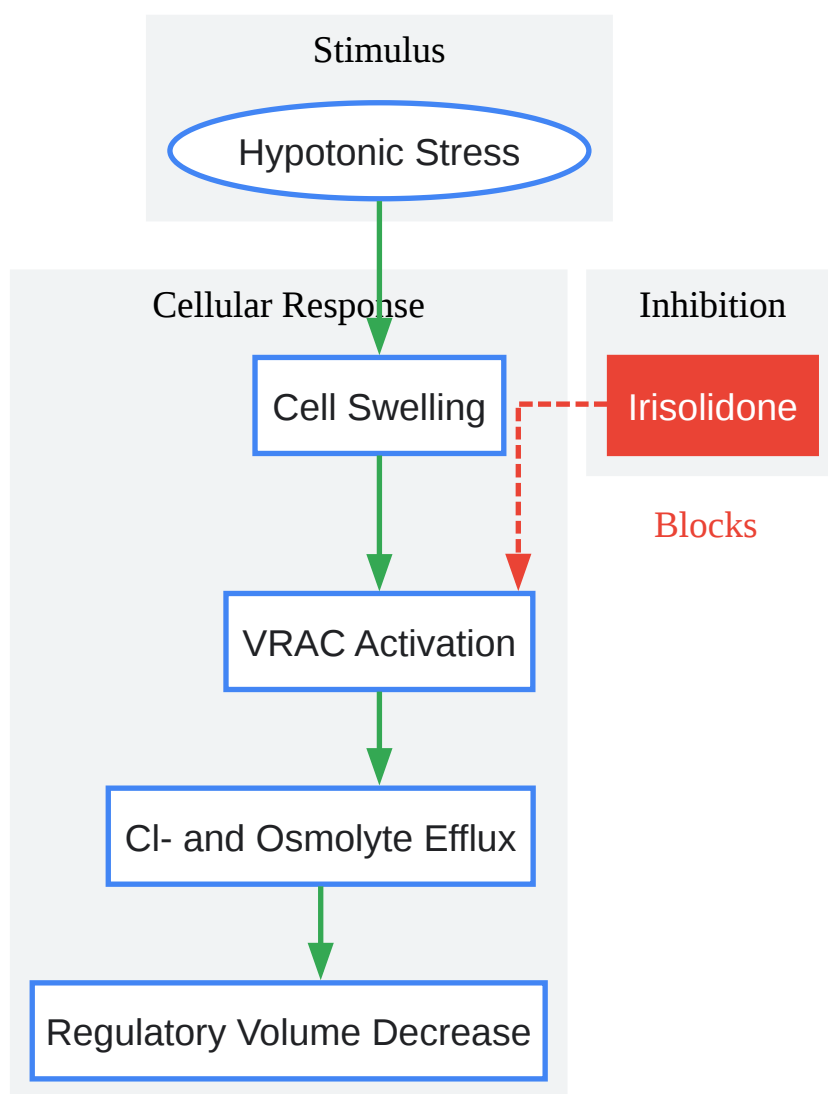 Stimulus
Hypotonic Stress
Cellular Response
Inhibition
Cell Swelling
Irisolidone
Blocks
VRAC Activation
Cl- and Osmolyte Efflux
Regulatory Volume Decrease